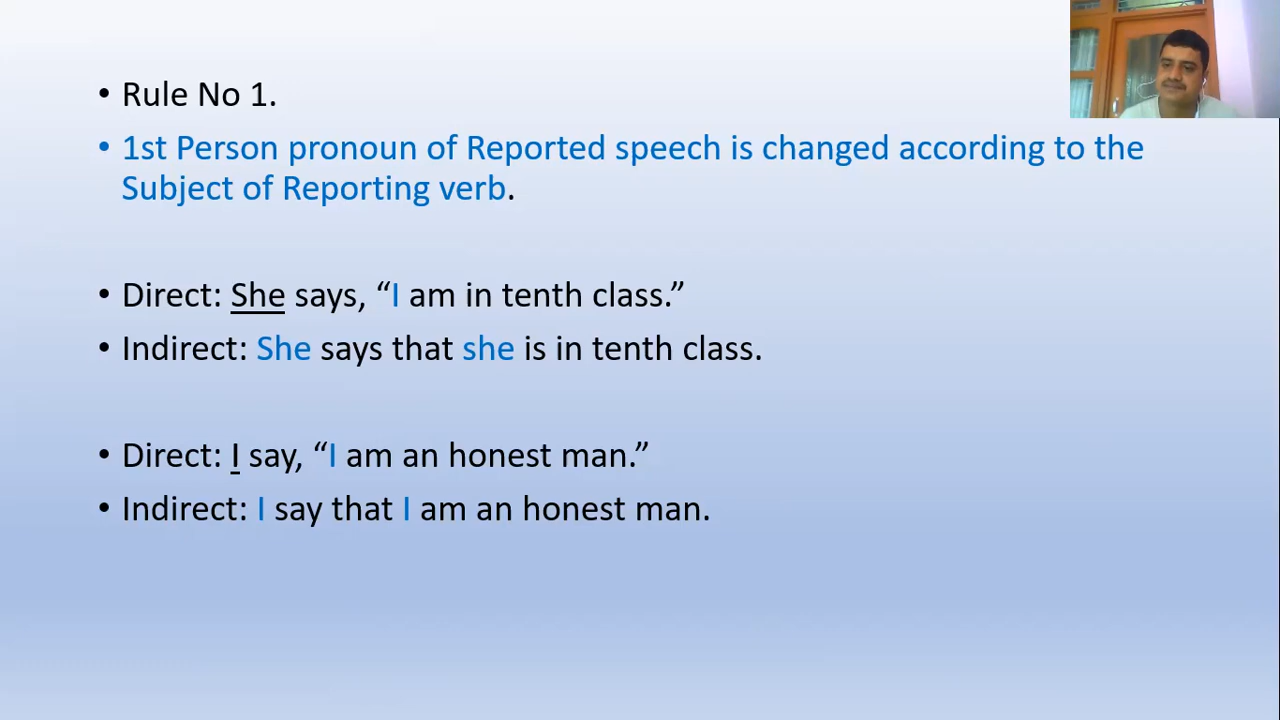 • Rule No 1.
• 1st Person pronoun of Reported speech is changed according to the
Subject of Reporting verb.
• Direct: She says, “I am in tenth class.”
• Indirect: She says that she is in tenth class.
• Direct: I say, “I am an honest man.”
• Indirect: I say that I am an honest man.